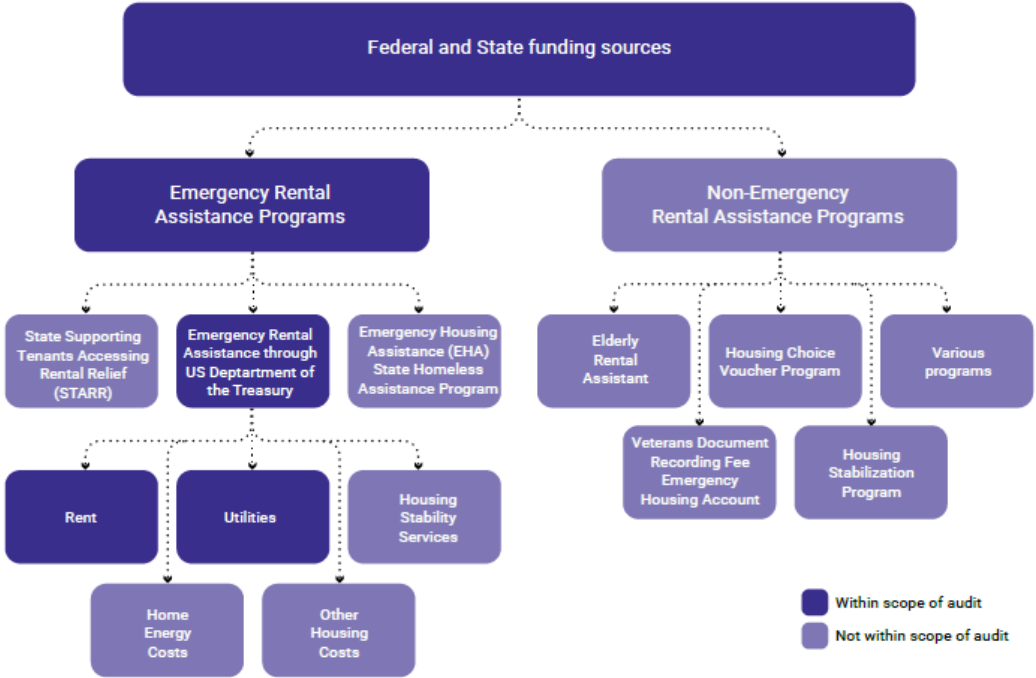 Federal and State funding sources
Emergency Rental
Assistance Programs
Non-Emergency
Rental Assistance Programs
State Supporting
Tenants Accessing
Rental Relief
(STARR)
Emergency Rental
Assistance through
US Deptartment of
the Treasury
Emergency Housing
Assistance (EHA)
State Homeless
Assistance Program
Elderly
Rental
Assistant
Housing Choice
Voucher Program
Various
programs
Veterans Document
Recording Fee
Emergency
Housing Account
Housing
Stabilization
Program
Rent
Utilities
Housing
Stability
Services
Home
Energy
Costs
Other
Housing
Costs
Within scope of audit
Not within scope of audit